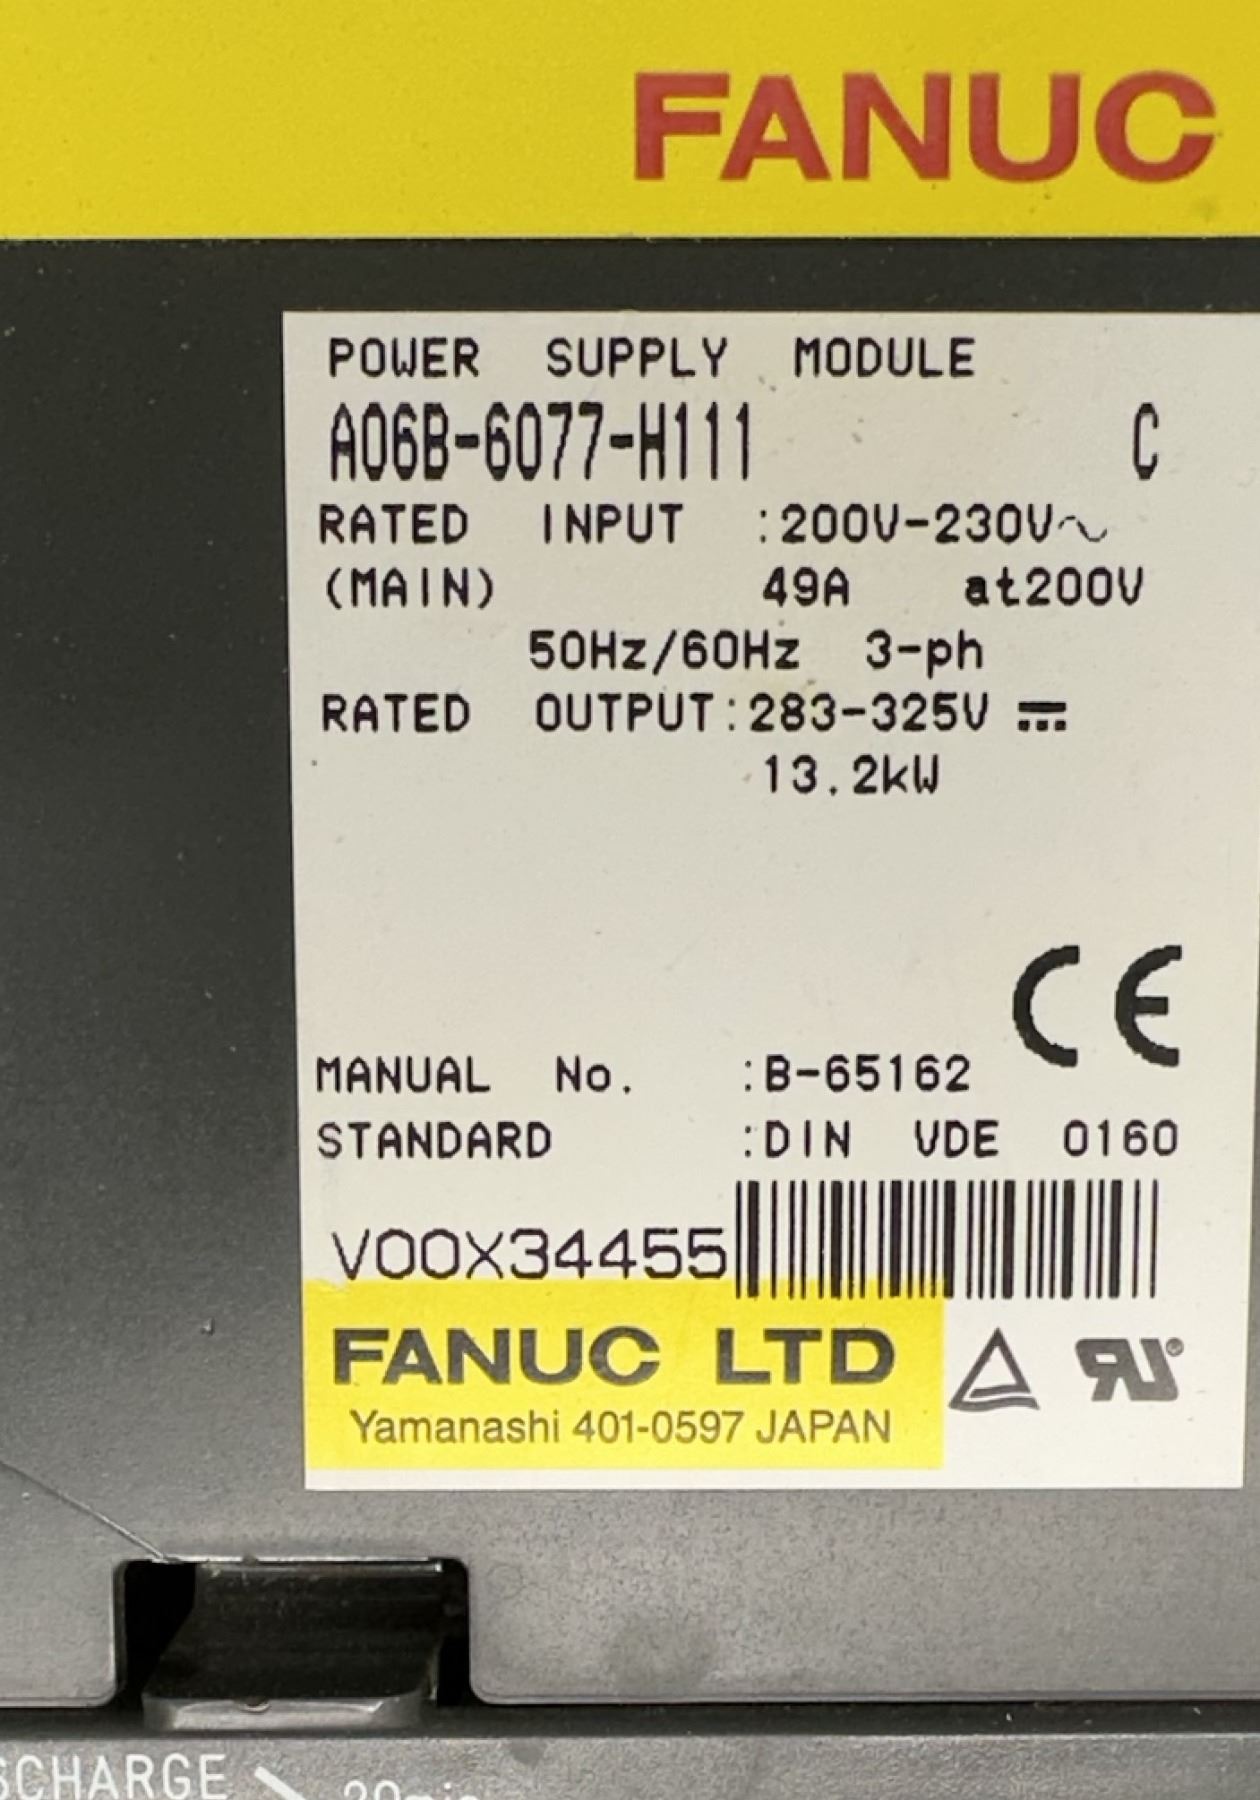 FANUC
POWER SUPPLY MODULE
A06B-6077-H111 C
RATED INPUT :200V-230V~
(MAIN) 49A at200V
50Hz/60Hz 3-ph
RATED OUTPUT:283-325V ⎓
13.2kW
CE
MANUAL No. :B-65162
STANDARD :DIN VDE 0160
V00X34455
FANUC LTD
Yamanashi 401-0597 JAPAN
SCHARGE